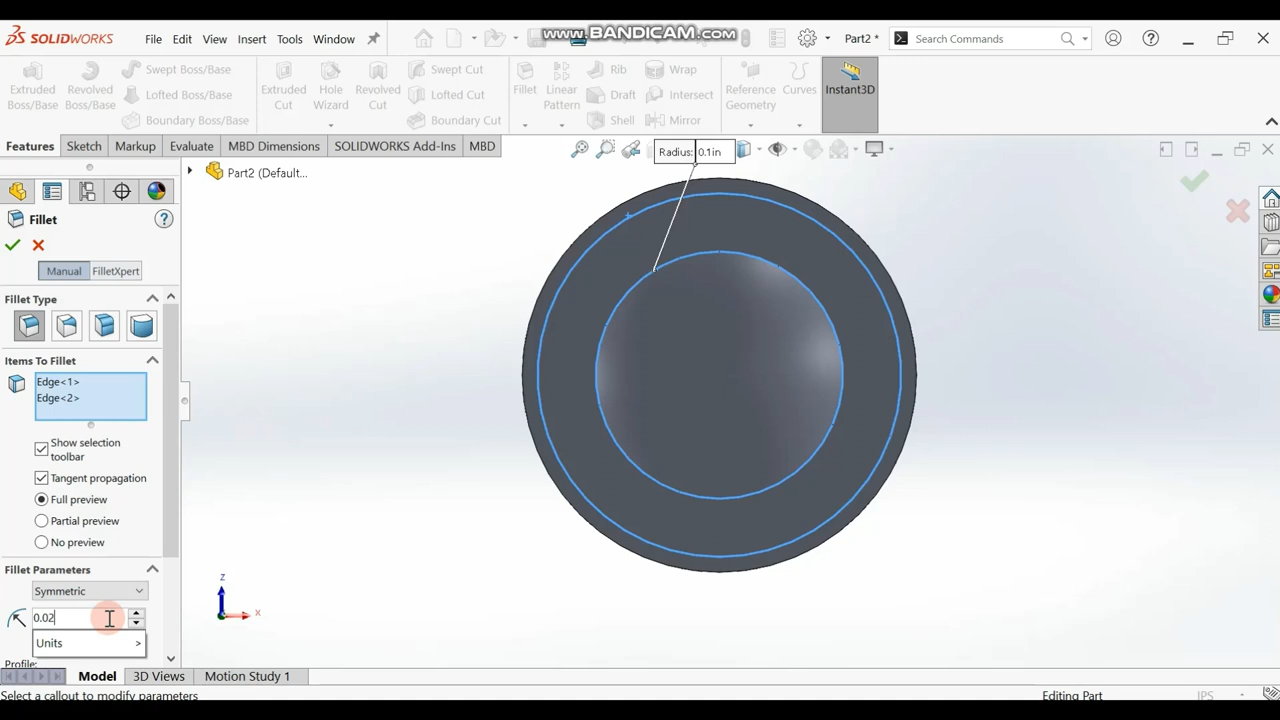 www.BANDICAM.com
SOLIDWORKS
File Edit View Insert Tools Window
Part2 *
Search Commands
Extruded Boss/Base
Revolved Boss/Base
Swept Boss/Base
Lofted Boss/Base
Boundary Boss/Base
Extruded Cut
Hole Wizard
Revolved Cut
Swept Cut
Lofted Cut
Boundary Cut
Fillet
Linear Pattern
Rib
Draft
Shell
Wrap
Intersect
Mirror
Reference Geometry
Curves
Instant3D
Features Sketch Markup Evaluate MBD Dimensions SOLIDWORKS Add-Ins MBD
Radius: 0.1in
Part2 (Default...
Fillet
Manual FilletXpert
Fillet Type
Items To Fillet
Edge<1>
Edge<2>
Show selection
toolbar
Tangent propagation
Full preview
Partial preview
No preview
Fillet Parameters
Symmetric
0.02
Units >
Profile:
z
x
Model 3D Views Motion Study 1
Select a callout to modify parameters
Editing Part
IPS